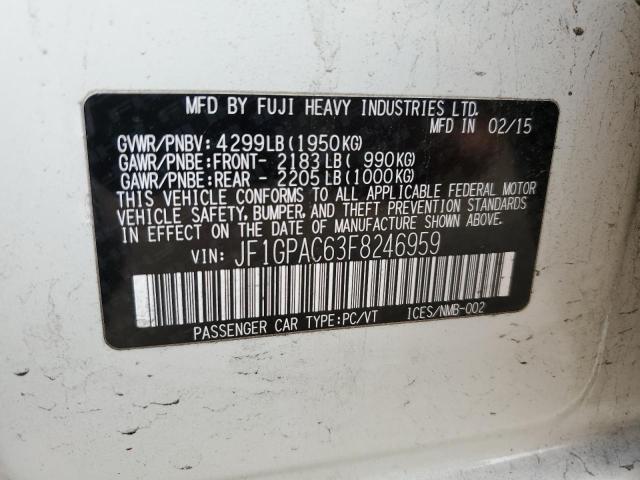 MFD BY FUJI HEAVY INDUSTRIES LTD.
MFD IN 02/15
GVWR/PNBV: 4299LB(1950KG)
GAWR/PNBE:FRONT- 2183LB( 990KG)
GAWR/PNBE:REAR - 2205LB(1000KG)
THIS VEHICLE CONFORMS TO ALL APPLICABLE FEDERAL MOTOR
VEHICLE SAFETY, BUMPER, AND THEFT PREVENTION STANDARDS
IN EFFECT ON THE DATE OF MANUFACTURE SHOWN ABOVE.
VIN: JF1GPAC63F8246959
PASSENGER CAR TYPE:PC/VT ICES/NMB-002